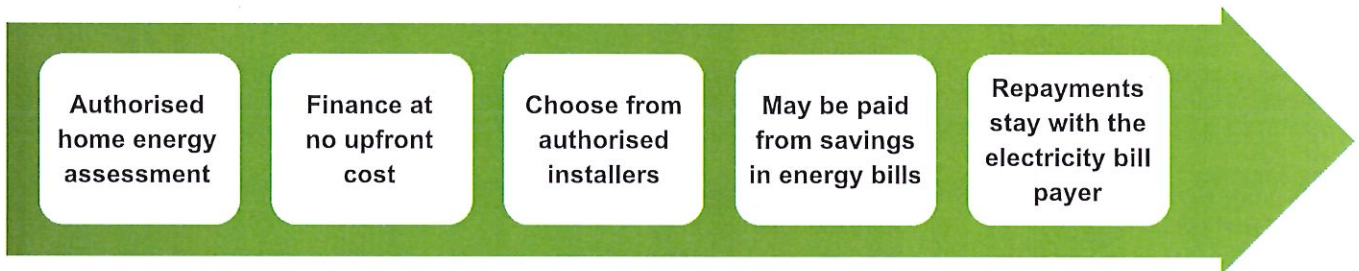 Authorised
home energy
assessment
Finance at
no upfront
cost
Choose from
authorised
installers
May be paid
from savings
in energy bills
Repayments
stay with the
electricity bill
payer